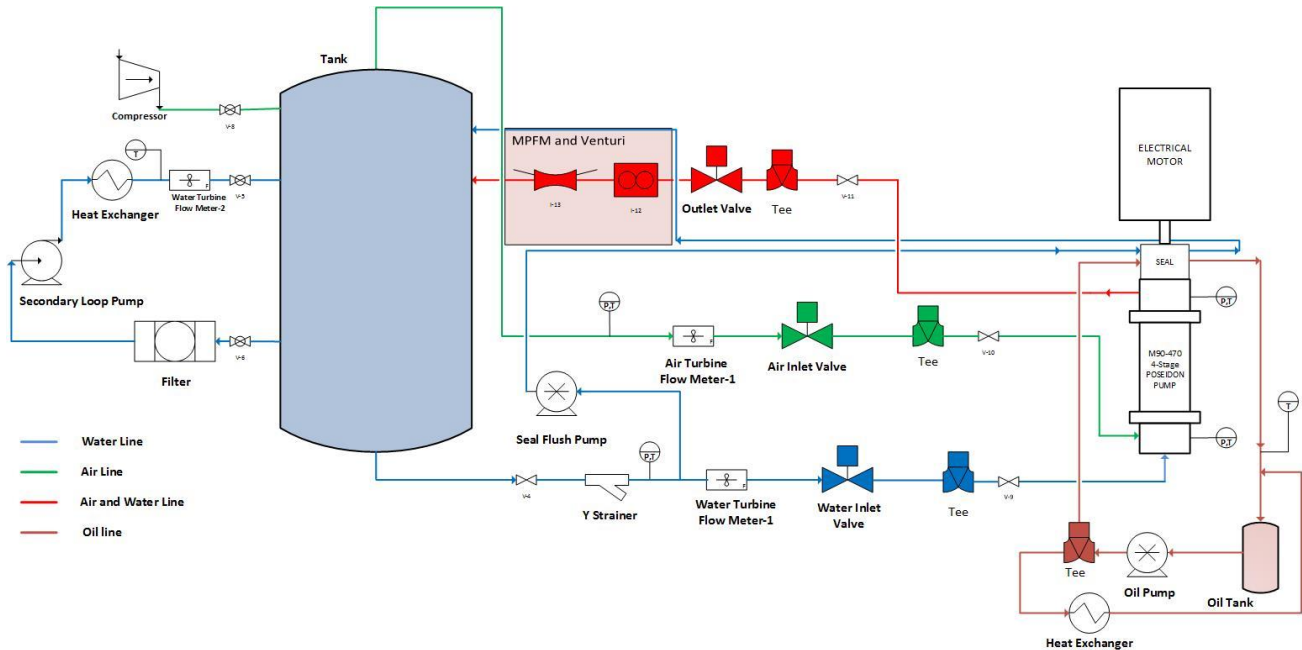 Tank
Compressor
V-8
ELECTRICAL
MOTOR
MPFM and Venturi
T
Heat Exchanger
Water Turbine
Flow Meter-2
F
V-5
I-13
I-12
Outlet Valve
Tee
V-11
SEAL
Secondary Loop Pump
P,T
P,T
Filter
V-6
Air Turbine
Flow Meter-1
F
Air Inlet Valve
Tee
V-10
M90-470
4-Stage
POSEIDON
PUMP
T
Seal Flush Pump
P,T
P,T
Water Line
Air Line
Air and Water Line
Oil line
V-4
Y Strainer
Water Turbine
Flow Meter-1
F
Water Inlet
Valve
Tee
V-9
Tee
Oil Pump
Oil Tank
Heat Exchanger